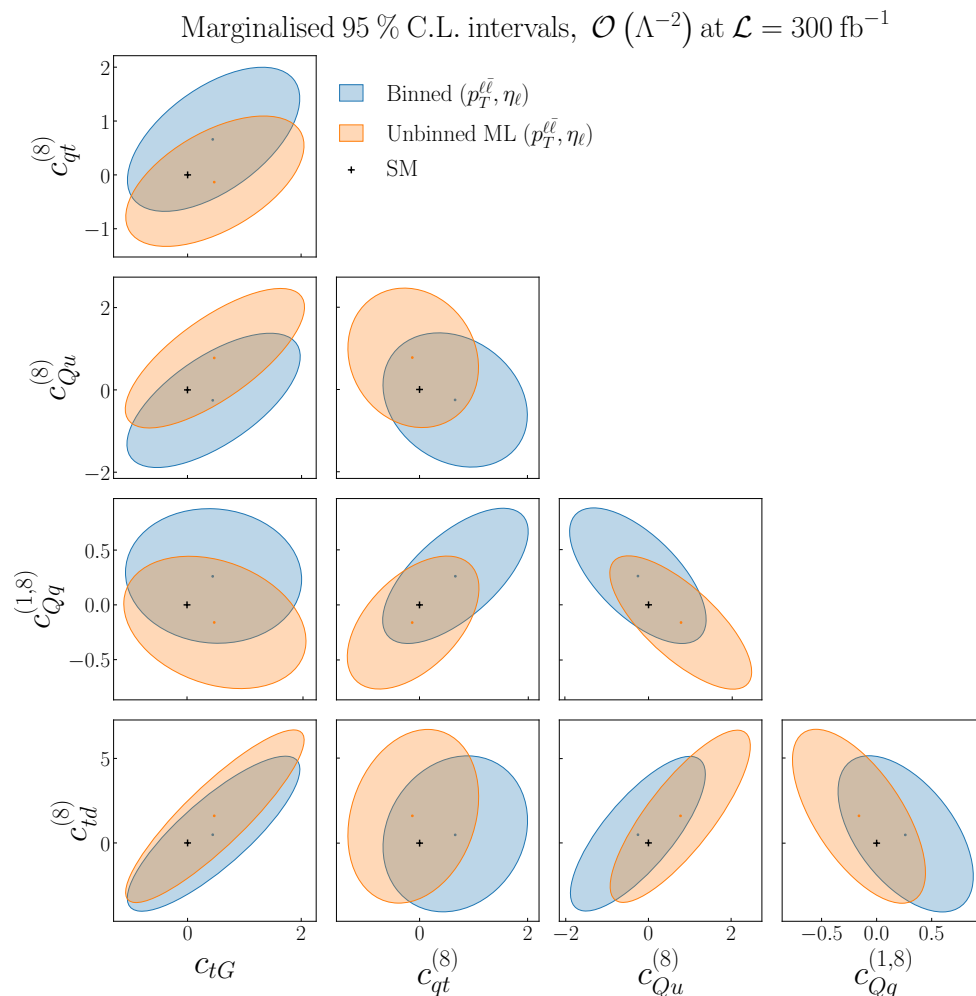 Marginalised 95 % C.L. intervals, 𝒪 (Λ⁻²) at ℒ = 300 fb⁻¹
Binned (p_T^{ℓℓ̄}, η_ℓ)
Unbinned ML (p_T^{ℓℓ̄}, η_ℓ)
SM
c_{qt}^{(8)}
2
1
0
−1
c_{Qu}^{(8)}
2
0
−2
c_{Qq}^{(1,8)}
0.5
0.0
−0.5
c_{td}^{(8)}
5
0
0 2 0 2 −2 0 2 −0.5 0.0 0.5
c_{tG} c_{qt}^{(8)} c_{Qu}^{(8)} c_{Qq}^{(1,8)}